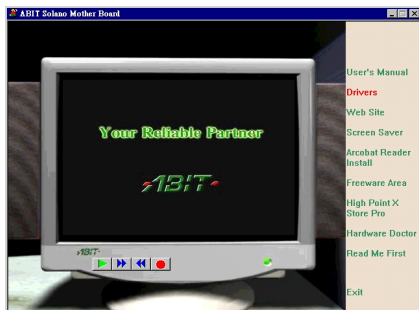 ABIT Solano Mother Board
User's Manual
Drivers
Web Site
Screen Saver
Arcobat Reader
Install
Freeware Area
High Point X
Store Pro
Hardware Doctor
Read Me First
Exit
Your Reliable Partner
ABIT
ABIT